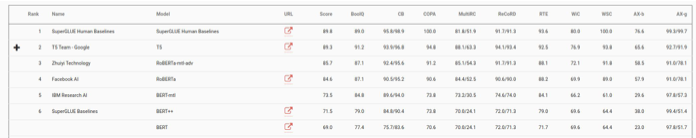 Rank Name Model URL Score BoolQ CB COPA MultiRC ReCoRD RTE WiC WSC AX-b AX-g
1 SuperGLUE Human Baselines SuperGLUE Human Baselines 89.8 89.0 95.8/98.9 100.0 81.8/51.9 91.7/91.3 93.6 80.0 100.0 76.6 99.3/99.7
2 T5 Team - Google T5 89.3 91.2 93.9/96.8 94.8 88.1/63.3 94.1/93.4 92.5 76.9 93.8 65.6 92.7/91.9
3 Zhuiyi Technology RoBERTa-mtl-adv 85.7 87.1 92.4/95.6 91.2 85.1/54.3 91.7/91.3 88.1 72.1 91.8 58.5 91.0/78.1
4 Facebook AI RoBERTa 84.6 87.1 90.5/95.2 90.6 84.4/52.5 90.6/90.0 88.2 69.9 89.0 57.9 91.0/78.1
5 IBM Research AI BERT-mtl 73.5 84.8 89.6/94.0 73.8 73.2/30.5 74.6/74.0 84.1 66.2 61.0 29.6 97.8/57.3
6 SuperGLUE Baselines BERT++ 71.5 79.0 84.8/90.4 73.8 70.0/24.1 72.0/71.3 79.0 69.6 64.4 38.0 99.4/51.4
BERT 69.0 77.4 75.7/83.6 70.6 70.0/24.1 72.0/71.3 71.7 69.6 64.4 23.0 97.8/51.7